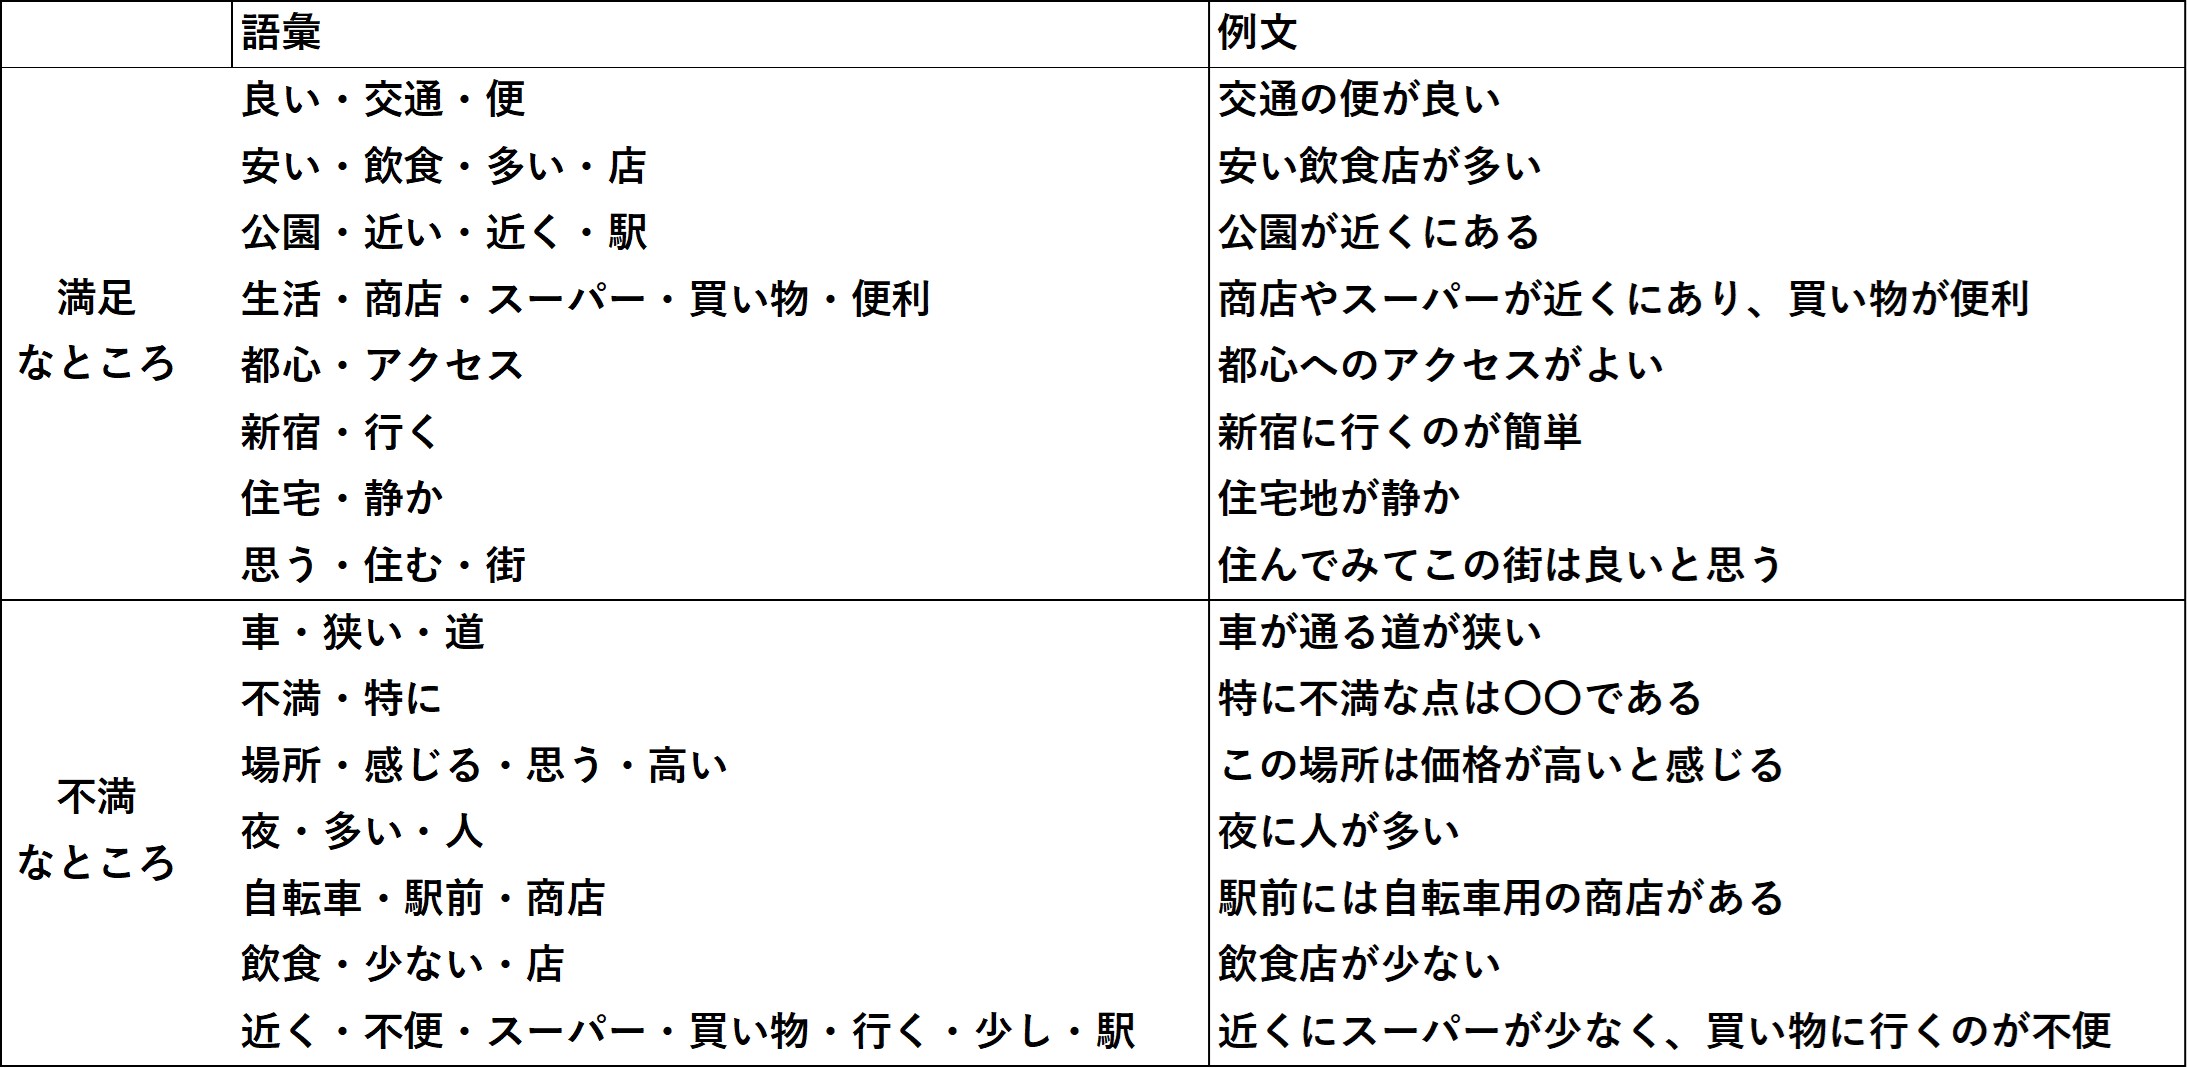 語彙 例文
良い・交通・便 交通の便が良い
安い・飲食・多い・店 安い飲食店が多い
公園・近い・近く・駅 公園が近くにある
満足
なところ
生活・商店・スーパー・買い物・便利 商店やスーパーが近くにあり、買い物が便利
都心・アクセス 都心へのアクセスがよい
新宿・行く 新宿に行くのが簡単
住宅・静か 住宅地が静か
思う・住む・街 住んでみてこの街は良いと思う
車・狭い・道 車が通る道が狭い
不満・特に 特に不満な点は〇〇である
場所・感じる・思う・高い この場所は価格が高いと感じる
不満
なところ
夜・多い・人 夜に人が多い
自転車・駅前・商店 駅前には自転車用の商店がある
飲食・少ない・店 飲食店が少ない
近く・不便・スーパー・買い物・行く・少し・駅 近くにスーパーが少なく、買い物に行くのが不便